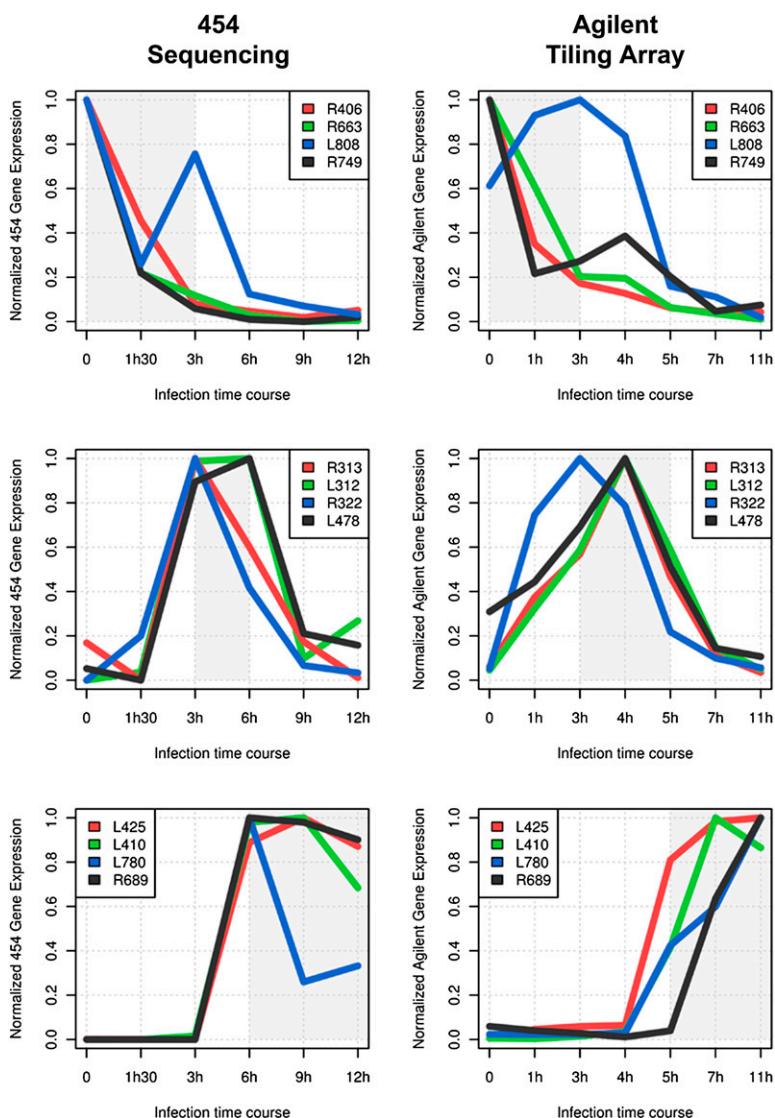 454
Sequencing
Agilent
Tiling Array
Normalized 454 Gene Expression
1.0
0.8
0.6
0.4
0.2
0.0
R406
R663
L808
R749
0 1h30 3h 6h 9h 12h
Infection time course
Normalized Agilent Gene Expression
1.0
0.8
0.6
0.4
0.2
0.0
R406
R663
L808
R749
0 1h 3h 4h 5h 7h 11h
Infection time course
Normalized 454 Gene Expression
1.0
0.8
0.6
0.4
0.2
0.0
R313
L312
R322
L478
0 1h30 3h 6h 9h 12h
Infection time course
Normalized Agilent Gene Expression
1.0
0.8
0.6
0.4
0.2
0.0
R313
L312
R322
L478
0 1h 3h 4h 5h 7h 11h
Infection time course
Normalized 454 Gene Expression
1.0
0.8
0.6
0.4
0.2
0.0
L425
L410
L780
R689
0 1h30 3h 6h 9h 12h
Infection time course
Normalized Agilent Gene Expression
1.0
0.8
0.6
0.4
0.2
0.0
L425
L410
L780
R689
0 1h 3h 4h 5h 7h 11h
Infection time course